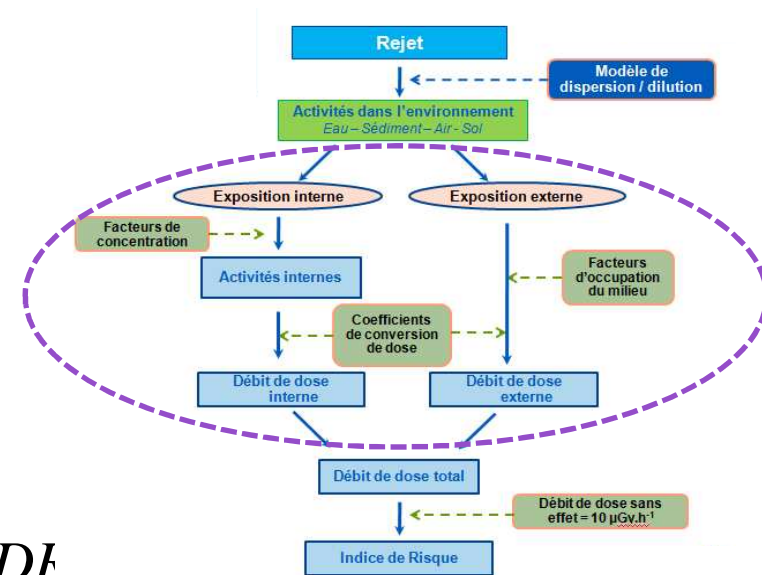 Rejet
Modèle de
dispersion / dilution
Activités dans l'environnement
Eau – Sédiment – Air - Sol
Exposition interne
Exposition externe
Facteurs de
concentration
Activités internes
Facteurs
d'occupation
du milieu
Coefficients
de conversion
de dose
Débit de dose
interne
Débit de dose
externe
Débit de dose total
Débit de dose sans
effet = 10 µGy.h⁻¹
Indice de Risque